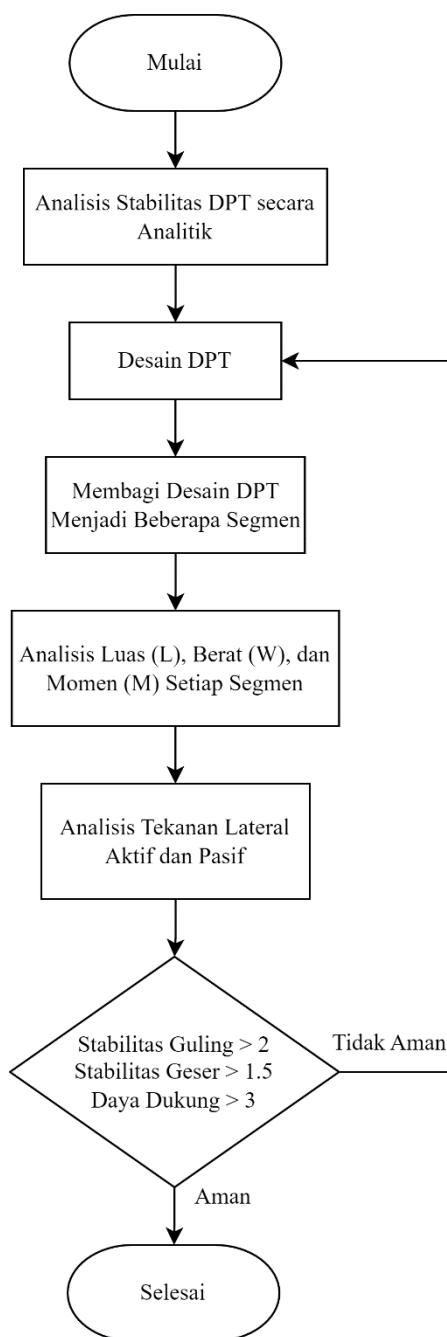 Mulai
Analisis Stabilitas DPT secara
Analitik
Desain DPT
Membagi Desain DPT
Menjadi Beberapa Segmen
Analisis Luas (L), Berat (W), dan
Momen (M) Setiap Segmen
Analisis Tekanan Lateral
Aktif dan Pasif
Stabilitas Guling > 2
Stabilitas Geser > 1.5
Daya Dukung > 3
Tidak Aman
Aman
Selesai